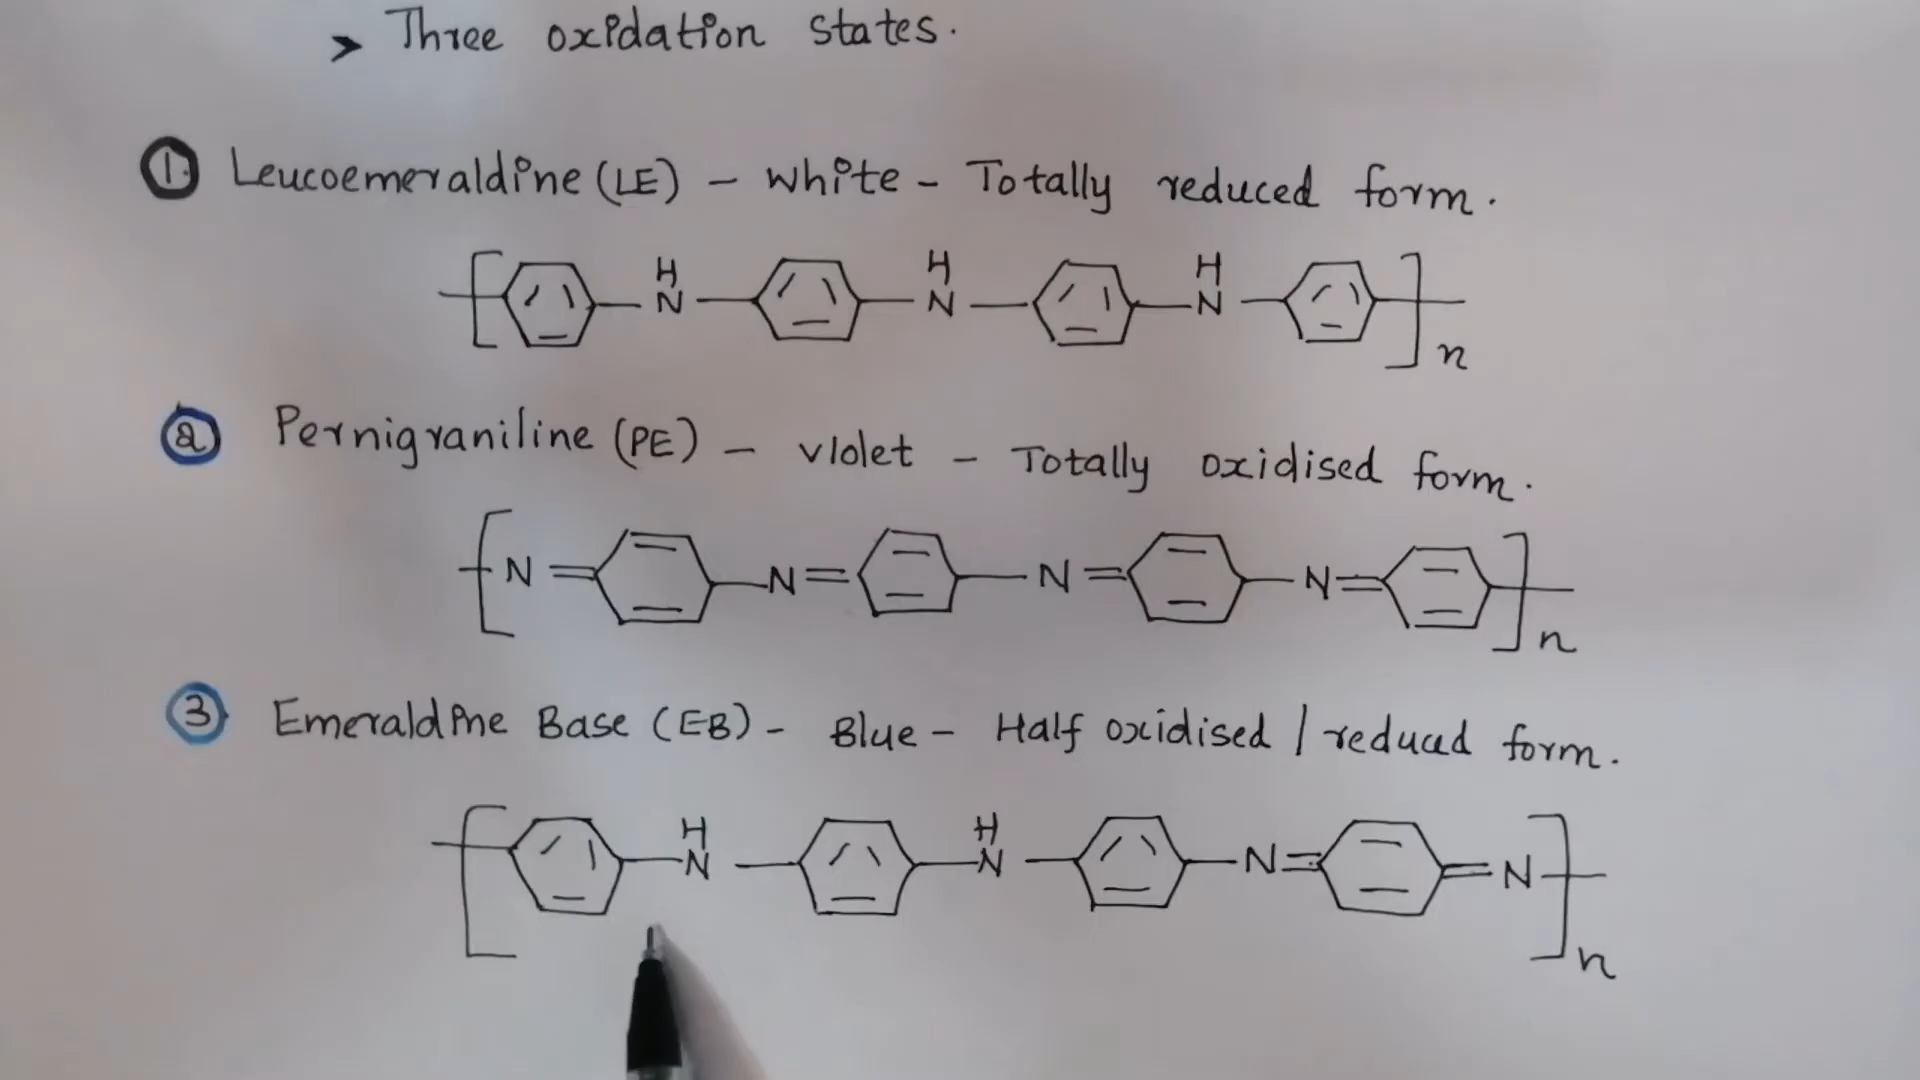 ➤ Three oxidation states.
① Leucoemeraldine (LE) - white - Totally reduced form.
H H H
N N N
n
② Pernigraniline (PE) - violet - Totally oxidised form.
N N N N
n
③ Emeraldine Base (EB) - Blue - Half oxidised / reduced form.
H H
N N N N
n